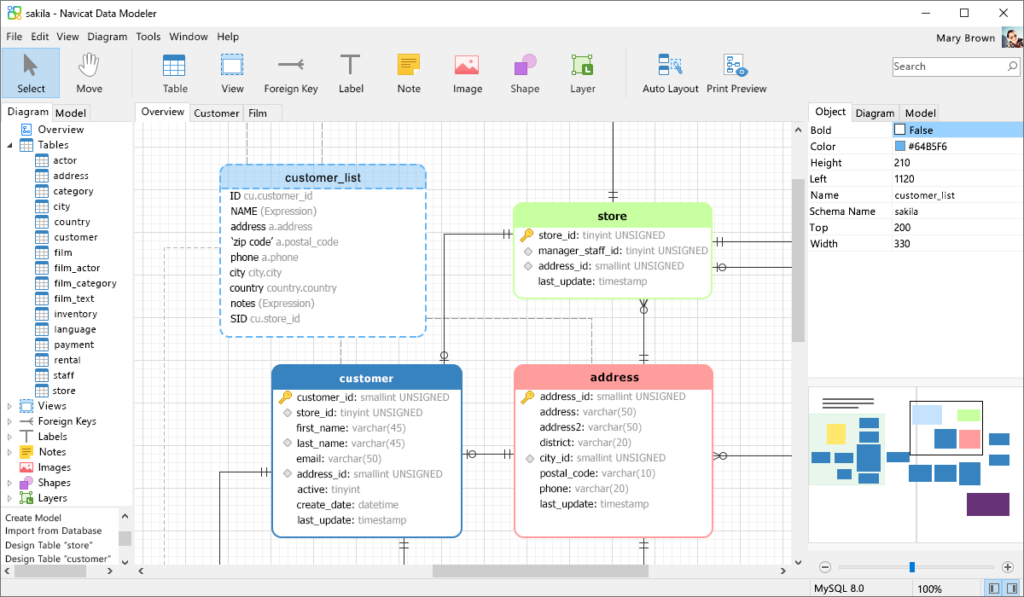 sakila - Navicat Data Modeler
File Edit View Diagram Tools Window Help
Mary Brown
Select
Move
Table
View
Foreign Key
Label
Note
Image
Shape
Layer
Auto Layout
Print Preview
Search
Diagram Model
Overview
Tables
actor
address
category
city
country
customer
film
film_actor
film_category
film_text
inventory
language
payment
rental
staff
store
Views
Foreign Keys
Labels
Notes
Images
Shapes
Layers
Create Model
Import from Database
Design Table "store"
Design Table "customer"
Overview Customer Film
customer_list
ID cu.customer_id
NAME (Expression)
address a.address
`zip code` a.postal_code
phone a.phone
city city.city
country country.country
notes (Expression)
SID cu.store_id
store
store_id: tinyint UNSIGNED
manager_staff_id: tinyint UNSIGNED
address_id: smallint UNSIGNED
last_update: timestamp
customer
customer_id: smallint UNSIGNED
store_id: tinyint UNSIGNED
first_name: varchar(45)
last_name: varchar(45)
email: varchar(50)
address_id: smallint UNSIGNED
active: tinyint
create_date: datetime
last_update: timestamp
address
address_id: smallint UNSIGNED
address: varchar(50)
address2: varchar(50)
district: varchar(20)
city_id: smallint UNSIGNED
postal_code: varchar(10)
phone: varchar(20)
last_update: timestamp
Object Diagram Model
Bold False
Color #64B5F6
Height 210
Left 1120
Name customer_list
Schema Name sakila
Top 200
Width 330
MySQL 8.0
100%